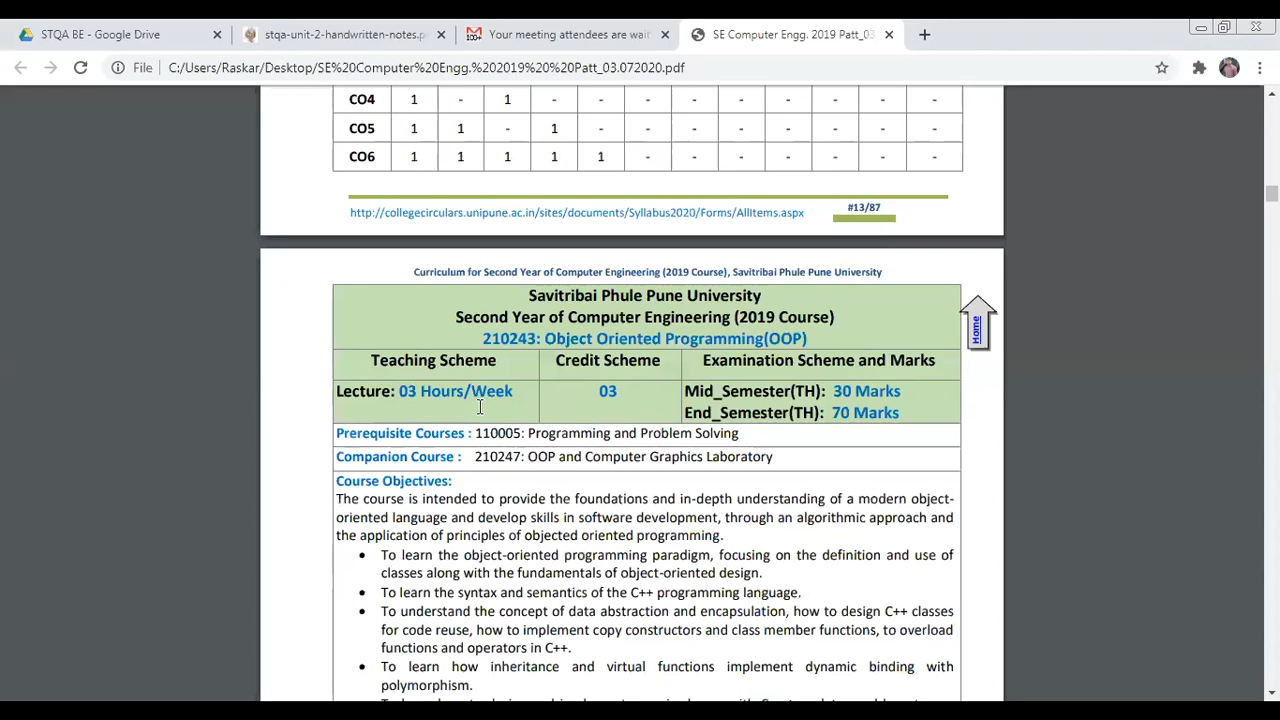 STQA BE - Google Drive
stqa-unit-2-handwritten-notes.p
Your meeting attendees are wait
SE Computer Engg. 2019 Patt_03
File C:/Users/Raskar/Desktop/SE%20Computer%20Engg.%202019%20%20Patt_03.072020.pdf
CO4 1 - 1 - - - - - - - - -
CO5 1 1 - 1 - - - - - - - -
CO6 1 1 1 1 1 - - - - - - -
http://collegecirculars.unipune.ac.in/sites/documents/Syllabus2020/Forms/AllItems.aspx #13/87
Curriculum for Second Year of Computer Engineering (2019 Course), Savitribai Phule Pune University
Savitribai Phule Pune University
Second Year of Computer Engineering (2019 Course)
210243: Object Oriented Programming(OOP)
Home
Teaching Scheme Credit Scheme Examination Scheme and Marks
Lecture: 03 Hours/Week 03 Mid_Semester(TH): 30 Marks
End_Semester(TH): 70 Marks
Prerequisite Courses : 110005: Programming and Problem Solving
Companion Course : 210247: OOP and Computer Graphics Laboratory
Course Objectives:
The course is intended to provide the foundations and in-depth understanding of a modern object-
oriented language and develop skills in software development, through an algorithmic approach and
the application of principles of objected oriented programming.
• To learn the object-oriented programming paradigm, focusing on the definition and use of
classes along with the fundamentals of object-oriented design.
• To learn the syntax and semantics of the C++ programming language.
• To understand the concept of data abstraction and encapsulation, how to design C++ classes
for code reuse, how to implement copy constructors and class member functions, to overload
functions and operators in C++.
• To learn how inheritance and virtual functions implement dynamic binding with
polymorphism.